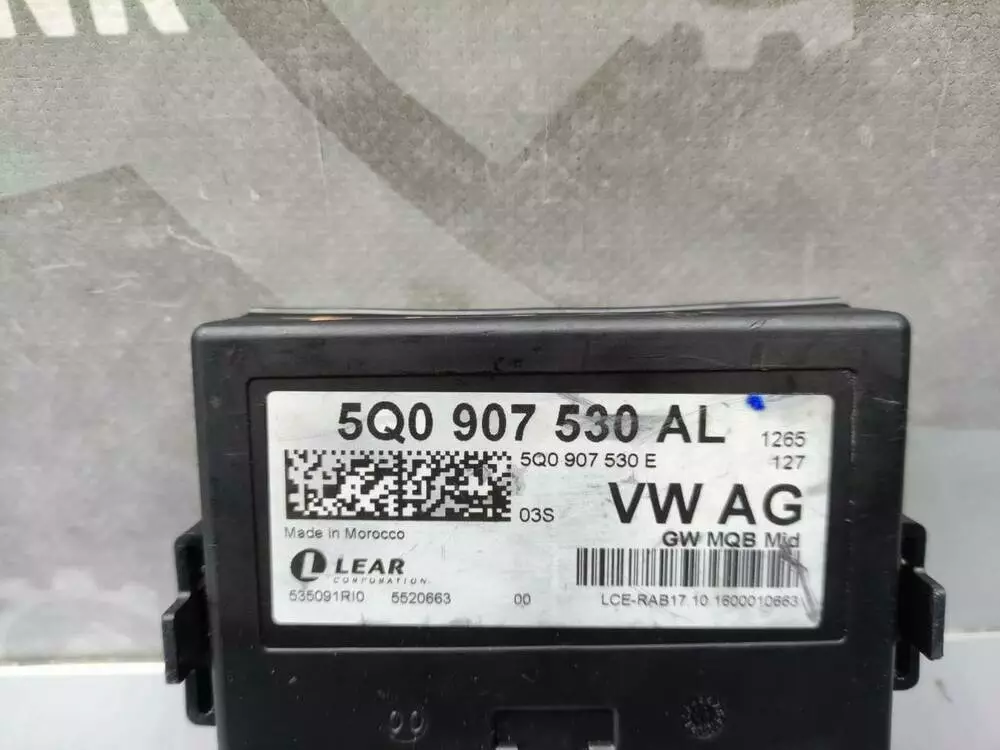 5Q0 907 530 AL 1265
5Q0 907 530 E 127
03S VW AG
Made in Morocco GW MQB Mid
LEAR
CORPORATION
535091RI0 5520663 00 LCE-RAB17.10 1600010663